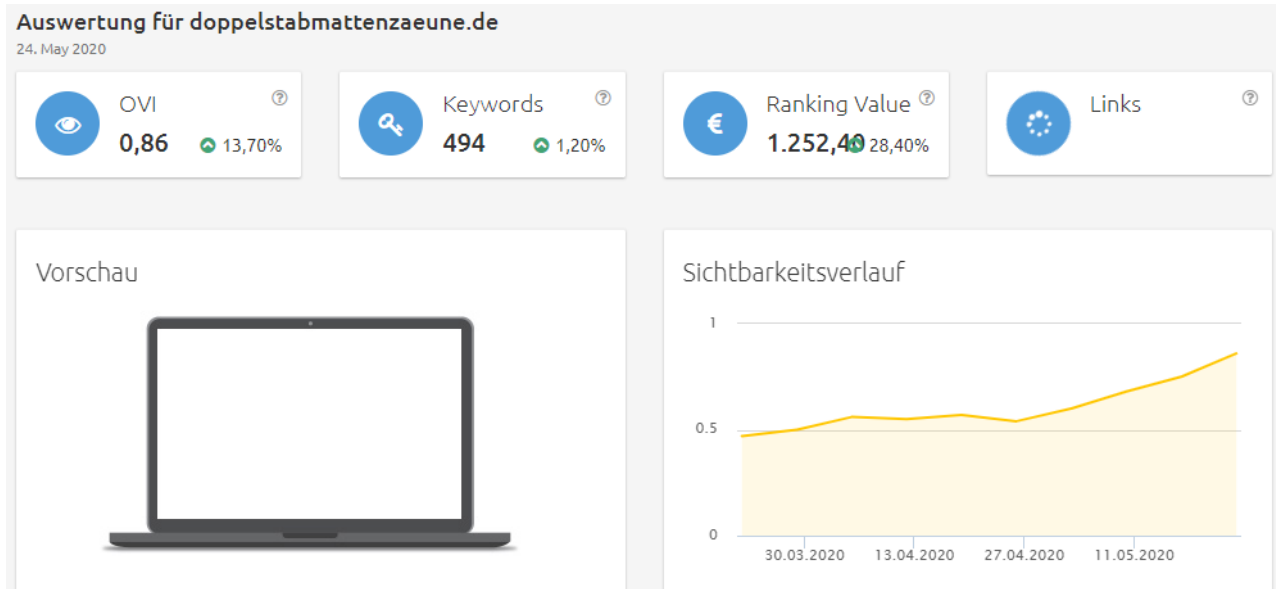 Auswertung für doppelstabmattenzaeune.de
24. May 2020
OVI
0,86 13,70%
Keywords
494 1,20%
Ranking Value
€
1.252,40 28,40%
Links
Vorschau
Sichtbarkeitsverlauf
1
0.5
0
30.03.2020 13.04.2020 27.04.2020 11.05.2020